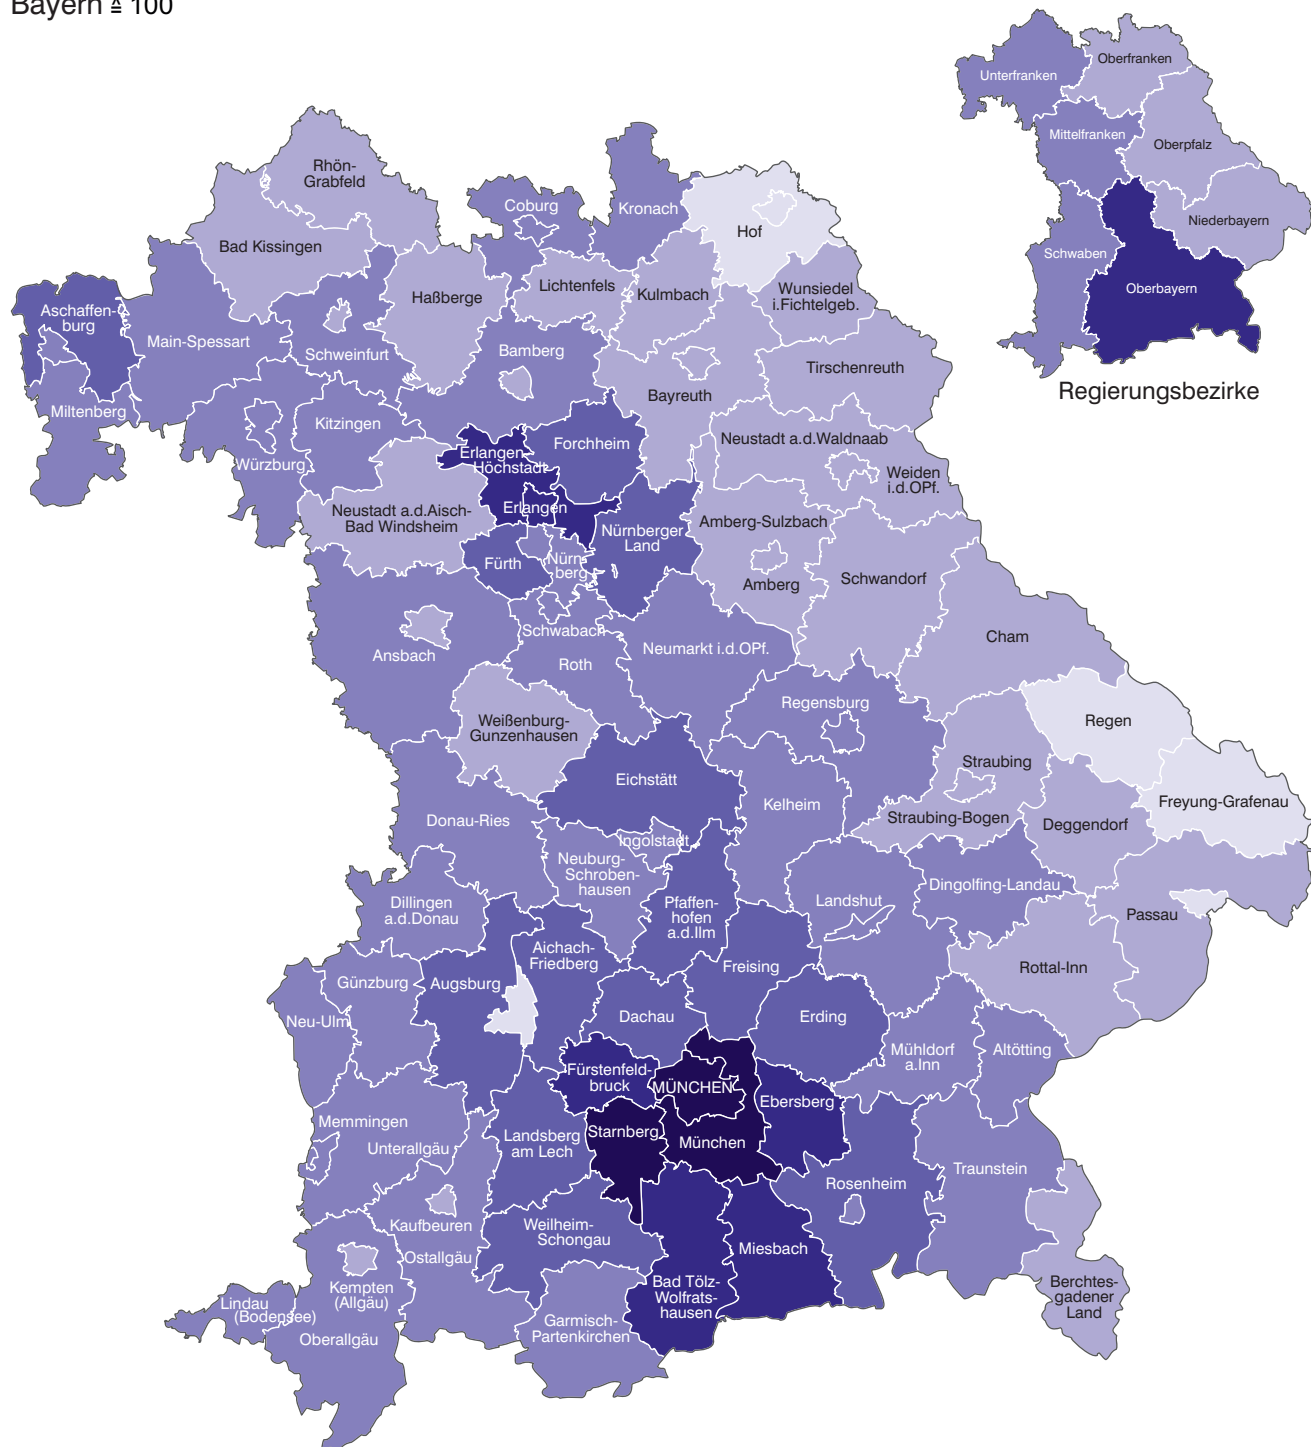 Bayern ≙ 100
Unterfranken
Oberfranken
Mittelfranken
Oberpfalz
Niederbayern
Schwaben
Oberbayern
Regierungsbezirke
Rhön-
Grabfeld
Bad Kissingen
Coburg
Kronach
Hof
Aschaffen-
burg
Main-Spessart
Schweinfurt
Haßberge
Lichtenfels
Kulmbach
Wunsiedel
i.Fichtelgeb.
Bamberg
Tirschenreuth
Bayreuth
Miltenberg
Kitzingen
Würzburg
Forchheim
Neustadt a.d.Waldnaab
Erlangen-
Höchstadt
Weiden
i.d.OPf.
Erlangen
Neustadt a.d.Aisch-
Bad Windsheim
Nürnberger
Land
Amberg-Sulzbach
Fürth
Nürn-
berg
Amberg
Schwandorf
Schwabach
Ansbach
Roth
Neumarkt i.d.OPf.
Cham
Weißenburg-
Gunzenhausen
Regensburg
Regen
Straubing
Eichstätt
Kelheim
Freyung-Grafenau
Donau-Ries
Straubing-Bogen
Deggendorf
Ingolstadt
Neuburg-
Schroben-
hausen
Dingolfing-Landau
Dillingen
a.d.Donau
Pfaffen-
hofen
a.d.Ilm
Landshut
Passau
Aichach-
Friedberg
Freising
Rottal-Inn
Günzburg
Augsburg
Neu-Ulm
Dachau
Erding
Mühldorf
a.Inn
Altötting
Fürstenfeld-
bruck
MÜNCHEN
Ebersberg
Memmingen
Unterallgäu
Landsberg
am Lech
Starnberg
München
Traunstein
Rosenheim
Kaufbeuren
Ostallgäu
Weilheim-
Schongau
Miesbach
Bad Tölz-
Wolfrats-
hausen
Berchtes-
gadener
Land
Kempten
(Allgäu)
Lindau
(Bodensee)
Oberallgäu
Garmisch-
Partenkirchen